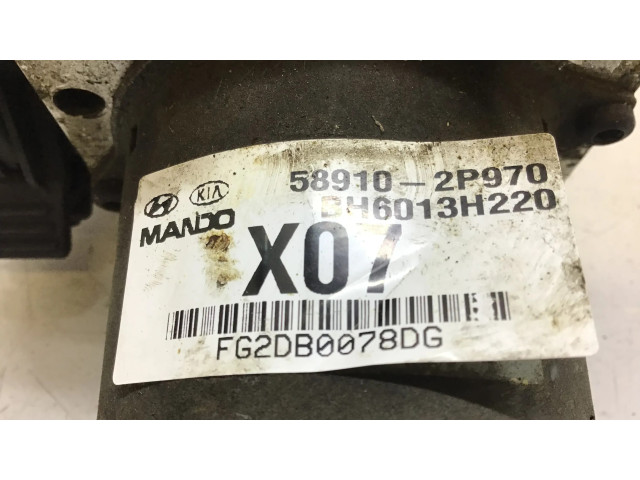 58910-2P970
KIA
BH6013H220
MANDO
X07
FG2DB0078DG